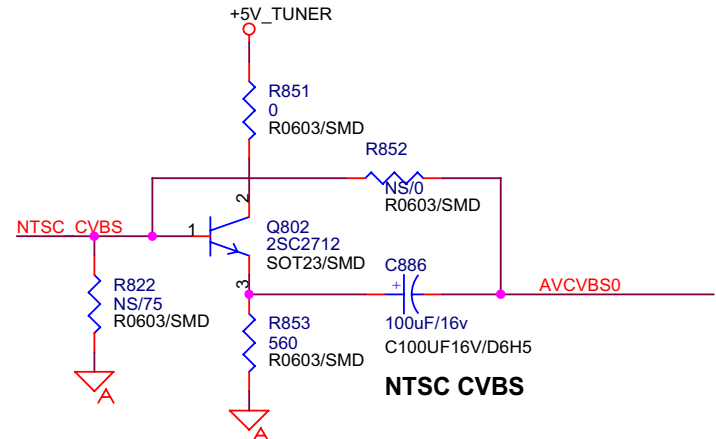 +5V_TUNER
R851
0
R0603/SMD
R852
NS/0
R0603/SMD
NTSC_CVBS
1
2
3
Q802
2SC2712
SOT23/SMD
R822
NS/75
R0603/SMD
C886
+
100uF/16v
C100UF16V/D6H5
AVCVBS0
R853
560
R0603/SMD
NTSC CVBS
A
A